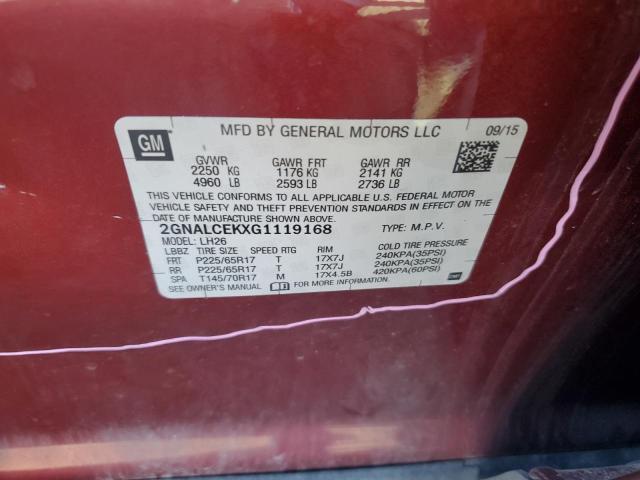 GM MFD BY GENERAL MOTORS LLC 09/15
GVWR GAWR FRT GAWR RR
2250 KG 1176 KG 2141 KG
4960 LB 2593 LB 2736 LB
THIS VEHICLE CONFORMS TO ALL APPLICABLE U.S. FEDERAL MOTOR
VEHICLE SAFETY AND THEFT PREVENTION STANDARDS IN EFFECT ON THE
DATE OF MANUFACTURE SHOWN ABOVE.
2GNALCEKXG1119168 TYPE: M.P.V.
MODEL: LH26
LBBZ TIRE SIZE SPEED RTG RIM COLD TIRE PRESSURE
FRT P225/65R17 T 17X7J 240KPA(35PSI)
RR P225/65R17 T 17X7J 240KPA(35PSI)
SPA T145/70R17 M 17X4.5B 420KPA(60PSI)
SEE OWNER'S MANUAL FOR MORE INFORMATION